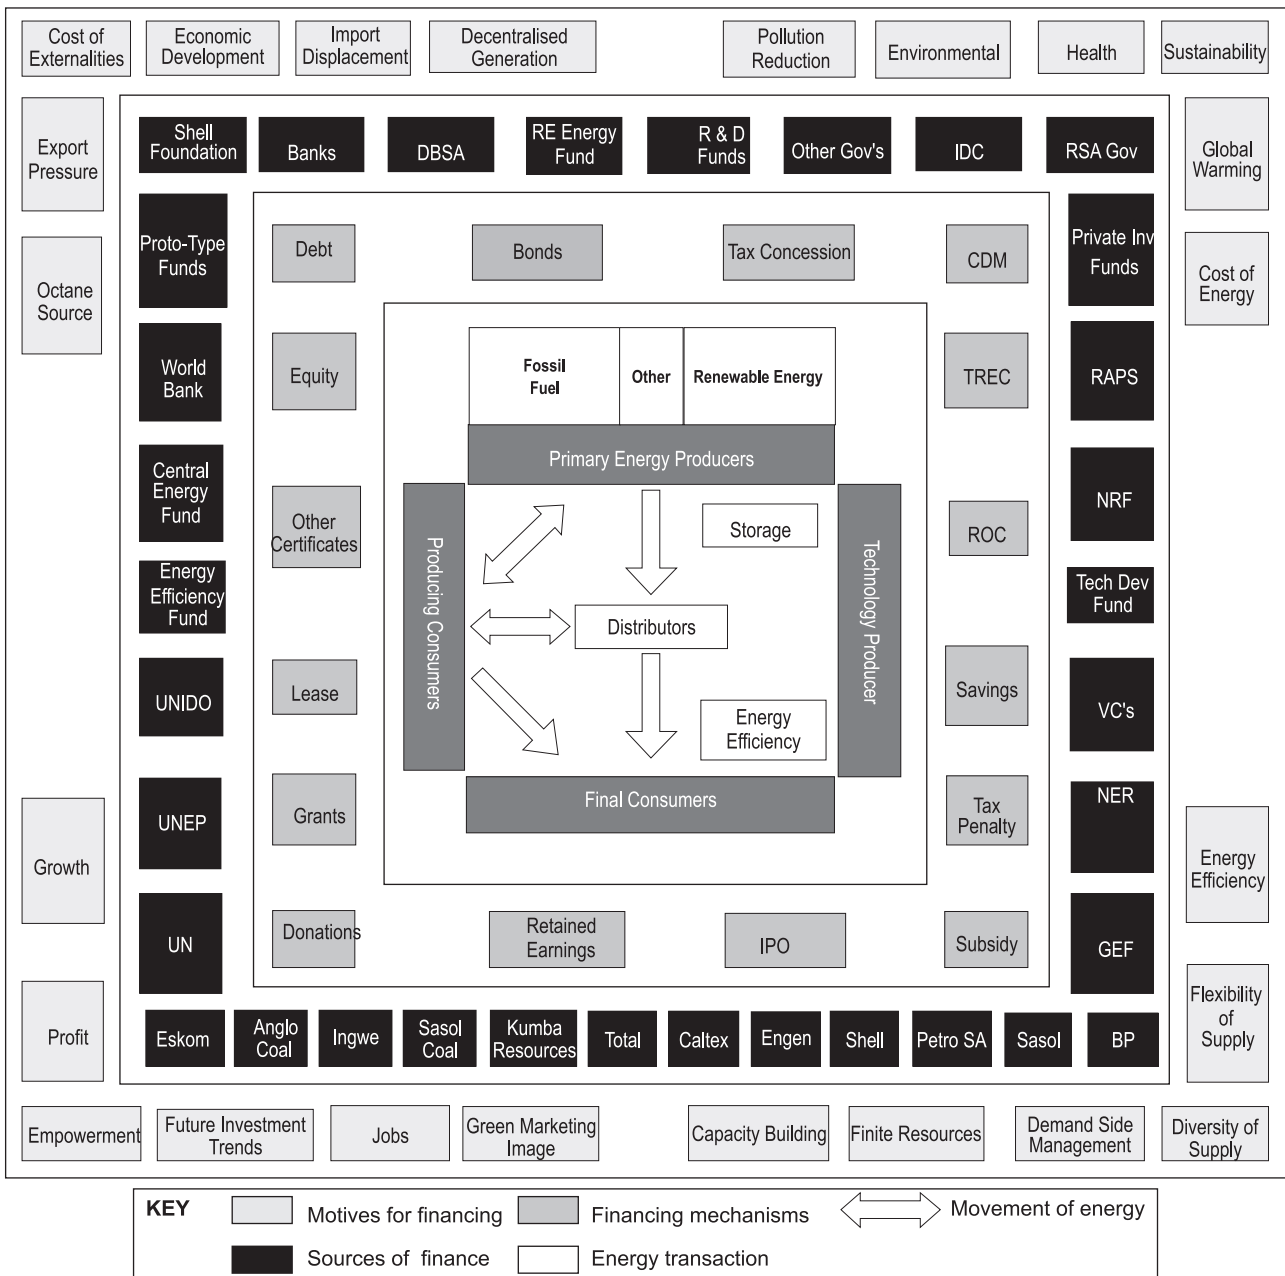 Cost of
Externalities
Economic
Development
Import
Displacement
Decentralised
Generation
Pollution
Reduction
Environmental
Health
Sustainability
Export
Pressure
Shell
Foundation
Banks
DBSA
RE Energy
Fund
R & D
Funds
Other Gov's
IDC
RSA Gov
Global
Warming
Octane
Source
Proto-Type
Funds
Debt
Bonds
Tax Concession
CDM
Private Inv
Funds
Cost of
Energy
World
Bank
Equity
Fossil
Fuel
Other
Renewable Energy
TREC
RAPS
Primary Energy Producers
Central
Energy
Fund
Other
Certificates
Producing Consumers
Storage
Technology Producer
ROC
NRF
Energy
Efficiency
Fund
Distributors
Tech Dev
Fund
UNIDO
Lease
Energy
Efficiency
Savings
VC's
UNEP
Grants
Final Consumers
Tax
Penalty
NER
Growth
Energy
Efficiency
UN
Donations
Retained
Earnings
IPO
Subsidy
GEF
Profit
Flexibility
of
Supply
Eskom
Anglo
Coal
Ingwe
Sasol
Coal
Kumba
Resources
Total
Caltex
Engen
Shell
Petro SA
Sasol
BP
Empowerment
Future Investment
Trends
Jobs
Green Marketing
Image
Capacity Building
Finite Resources
Demand Side
Management
Diversity of
Supply
KEY
Motives for financing
Financing mechanisms
Movement of energy
Sources of finance
Energy transaction